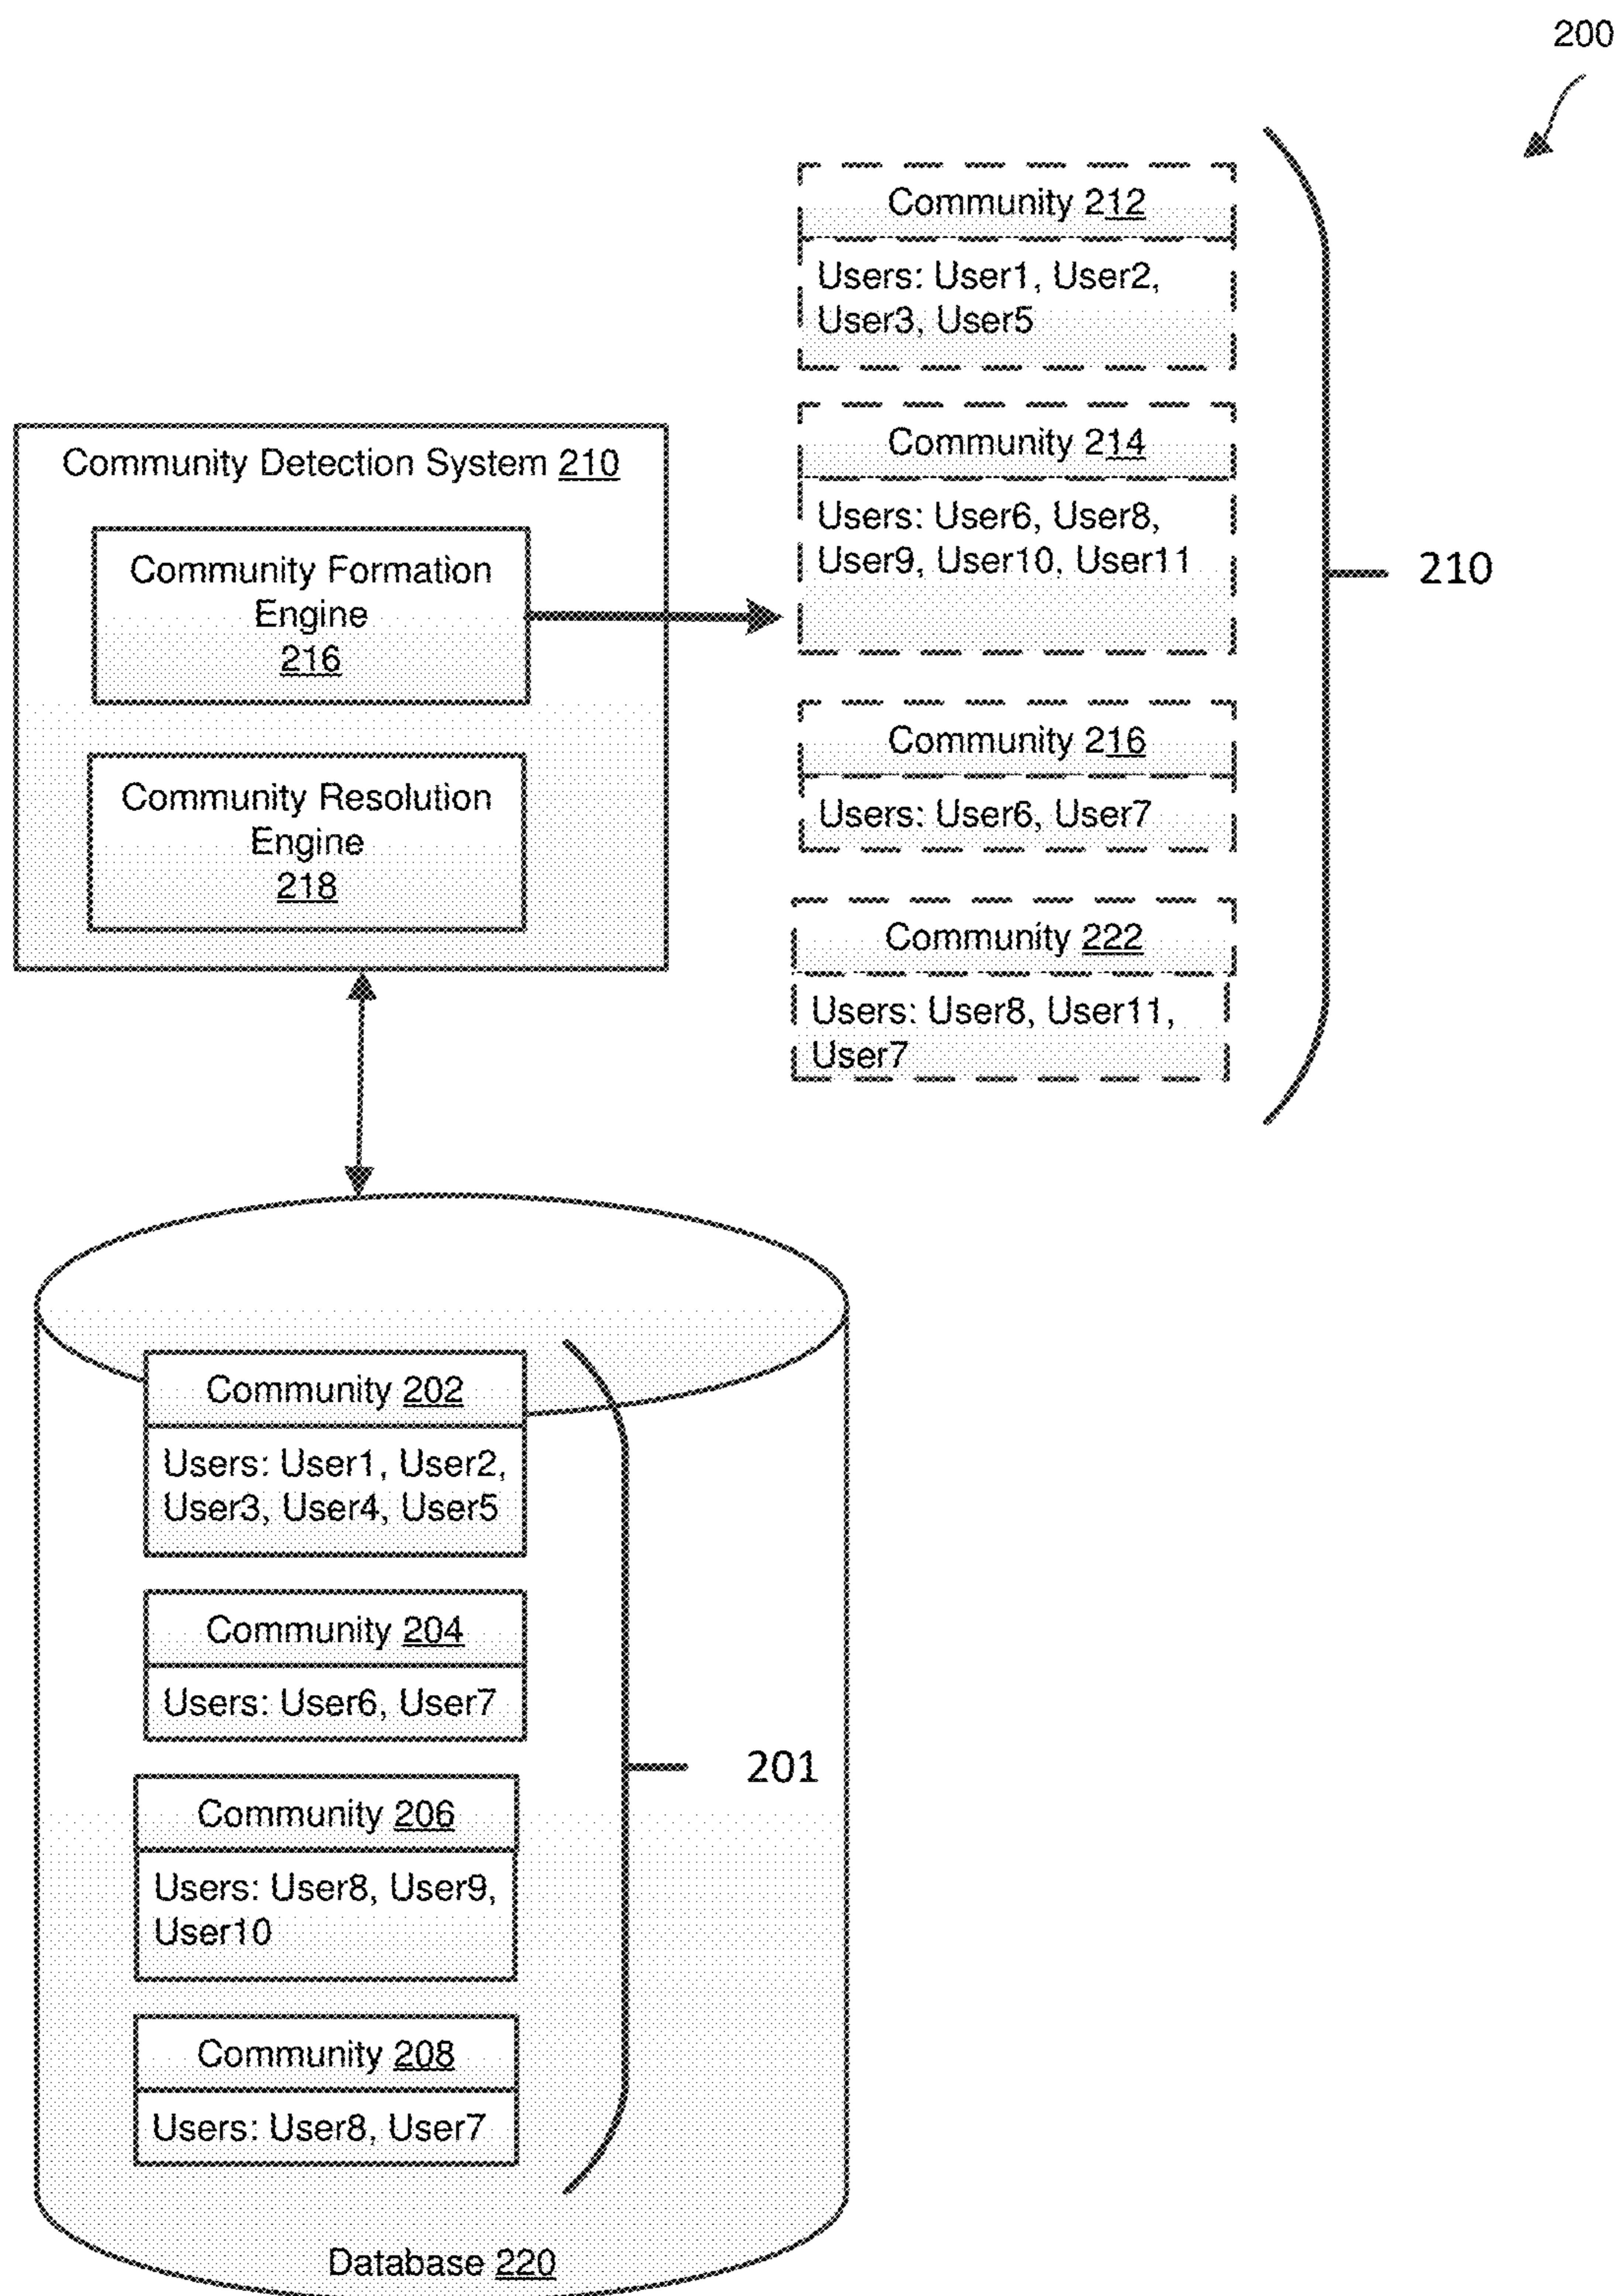 200
Community 212
Users: User1, User2,
User3, User5
Community 214
Users: User6, User8,
User9, User10, User11
Community 216
Users: User6, User7
Community 222
Users: User8, User11,
User7
210
Community Detection System 210
Community Formation
Engine
216
Community Resolution
Engine
218
Community 202
Users: User1, User2,
User3, User4, User5
Community 204
Users: User6, User7
Community 206
Users: User8, User9,
User10
Community 208
Users: User8, User7
201
Database 220